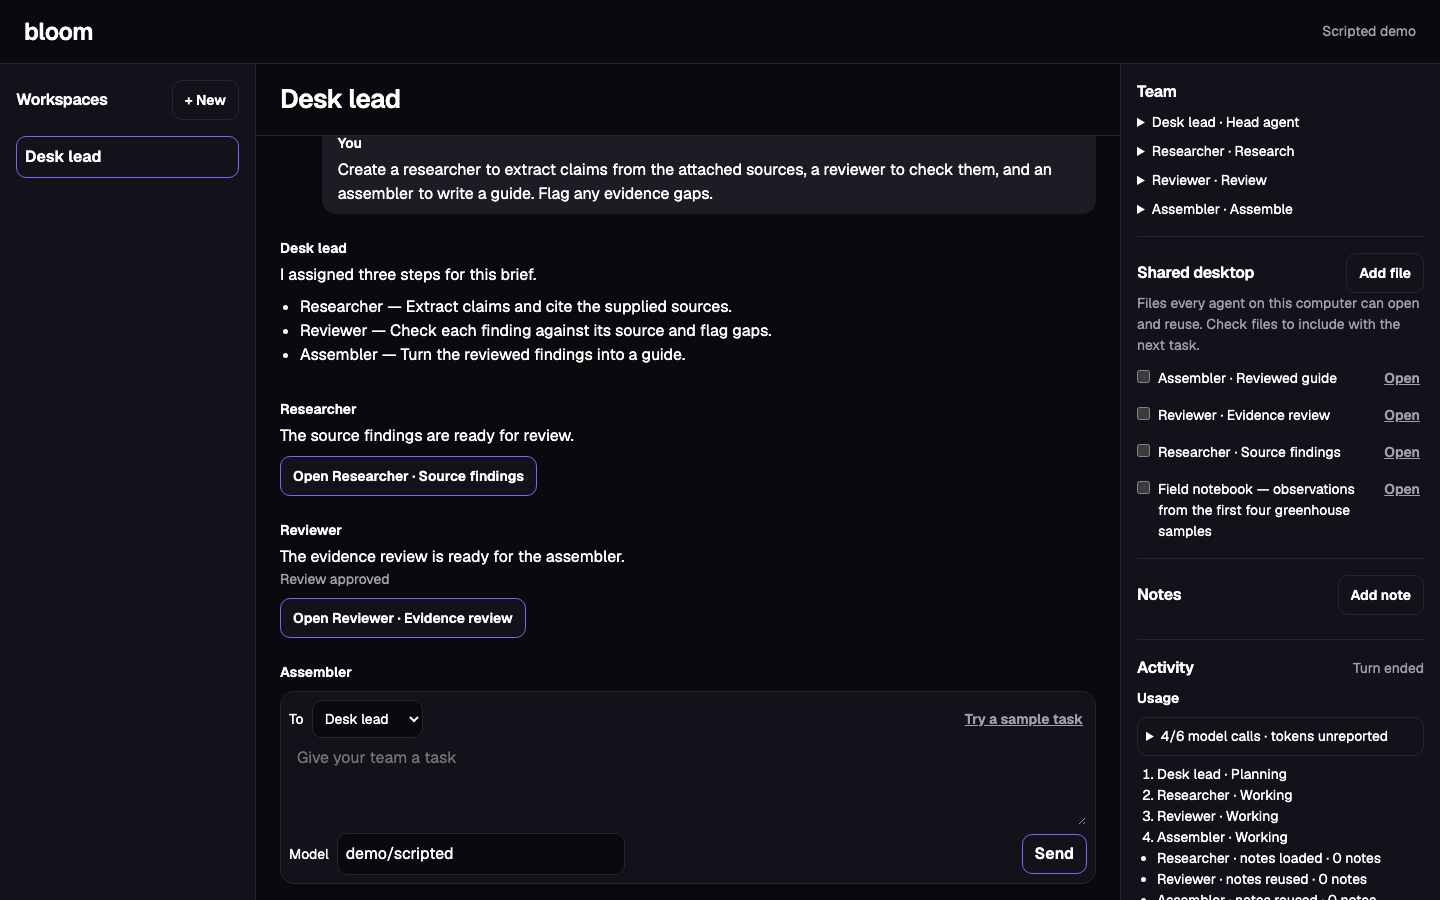 bloom
Scripted demo
Workspaces
+ New
Desk lead
Desk lead
You
Create a researcher to extract claims from the attached sources, a reviewer to check them, and an
assembler to write a guide. Flag any evidence gaps.
Desk lead
I assigned three steps for this brief.
• Researcher — Extract claims and cite the supplied sources.
• Reviewer — Check each finding against its source and flag gaps.
• Assembler — Turn the reviewed findings into a guide.
Researcher
The source findings are ready for review.
Open Researcher · Source findings
Reviewer
The evidence review is ready for the assembler.
Review approved
Open Reviewer · Evidence review
Assembler
To
Desk lead
Try a sample task
Give your team a task
Model
demo/scripted
Send
Team
Desk lead · Head agent
Researcher · Research
Reviewer · Review
Assembler · Assemble
Shared desktop
Add file
Files every agent on this computer can open
and reuse. Check files to include with the
next task.
Assembler · Reviewed guide
Open
Reviewer · Evidence review
Open
Researcher · Source findings
Open
Field notebook — observations
Open
from the first four greenhouse
samples
Notes
Add note
Activity
Turn ended
Usage
4/6 model calls · tokens unreported
1. Desk lead · Planning
2. Researcher · Working
3. Reviewer · Working
4. Assembler · Working
• Researcher · notes loaded · 0 notes
• Reviewer · notes reused · 0 notes
• Assembler · notes reused · 0 notes